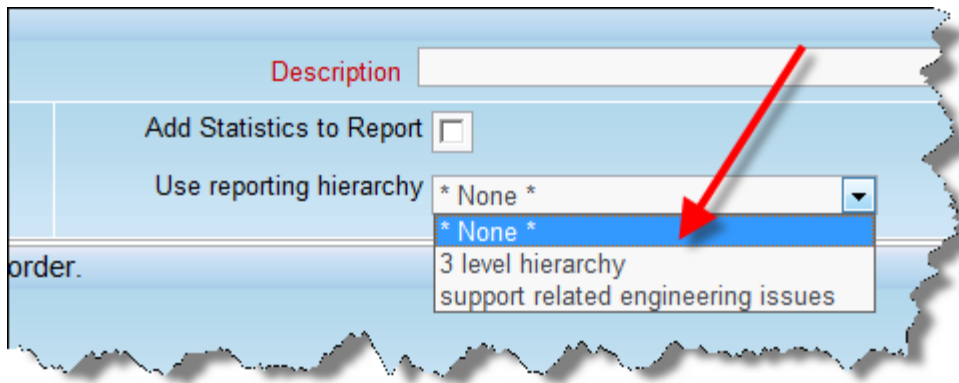 Description
Add Statistics to Report
Use reporting hierarchy * None *
* None *
3 level hierarchy
support related engineering issues
order.